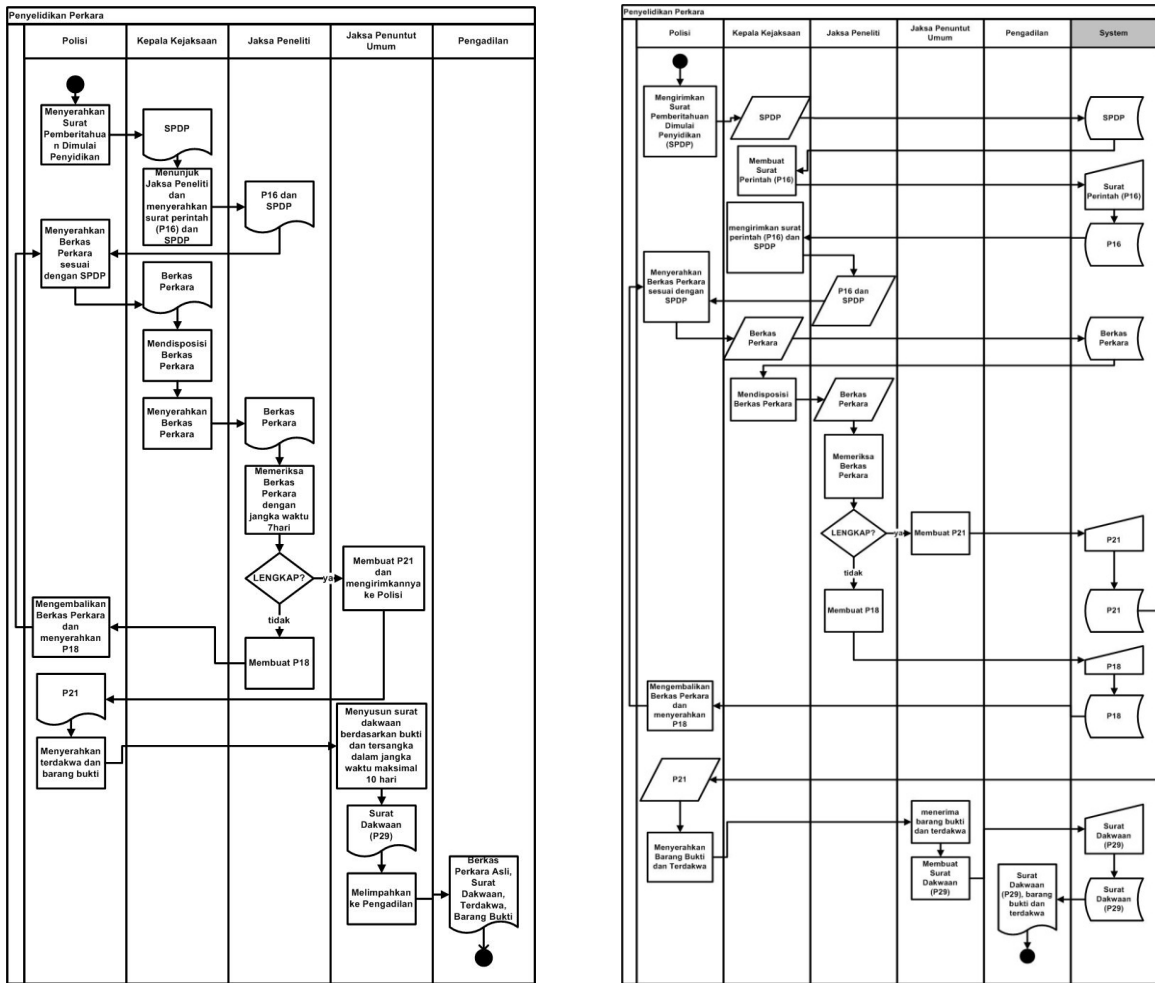 Penyelidikan Perkara
Polisi
Kepala Kejaksaan
Jaksa Peneliti
Jaksa Penuntut
Umum
Pengadilan
Menyerahkan
Surat
Pemberitahua
n Dimulai
Penyidikan
SPDP
Menunjuk
Jaksa Peneliti
dan
menyerahkan
surat perintah
(P16) dan
SPDP
P16 dan
SPDP
Menyerahkan
Berkas
Perkara
sesuai
dengan SPDP
Berkas
Perkara
Mendisposisi
Berkas
Perkara
Menyerahkan
Berkas
Perkara
Berkas
Perkara
Memeriksa
Berkas
Perkara
dengan
jangka waktu
7hari
LENGKAP?
ya
Membuat P21
dan
mengirimkannya
ke Polisi
tidak
Mengembalikan
Berkas Perkara
dan
menyerahkan
P18
Membuat P18
P21
Menyerahkan
terdakwa dan
barang bukti
Menyusun surat
dakwaan
berdasarkan bukti
dan tersangka
dalam jangka
waktu maksimal
10 hari
Surat
Dakwaan
(P29)
Melimpahkan
ke Pengadilan
Berkas
Perkara Asli,
Surat
Dakwaan,
Terdakwa,
Barang Bukti
Penyelidikan Perkara
Polisi
Kepala Kejaksaan
Jaksa Peneliti
Jaksa Penuntut
Umum
Pengadilan
System
Mengirimkan
Surat
Pemberitahuan
Dimulai
Penyidikan
(SPDP)
SPDP
SPDP
Membuat
Surat
Perintah (P16)
Surat
Perintah (P16)
mengirimkan surat
perintah (P16) dan
SPDP
P16
Menyerahkan
Berkas Perkara
sesuai dengan
SPDP
P16 dan
SPDP
Berkas
Perkara
Berkas
Perkara
Mendisposisi
Berkas Perkara
Berkas
Perkara
Memeriksa
Berkas
Perkara
LENGKAP?
ya
Membuat P21
P21
tidak
Membuat P18
P21
P18
Mengembalikan
Berkas Perkara
dan
menyerahkan
P18
P18
P21
Menyerahkan
Barang Bukti
dan Terdakwa
menerima
barang bukti
dan terdakwa
Surat
Dakwaan
(P29)
Membuat
Surat
Dakwaan
(P29)
Surat
Dakwaan
(P29), barang
bukti dan
terdakwa
Surat
Dakwaan
(P29)